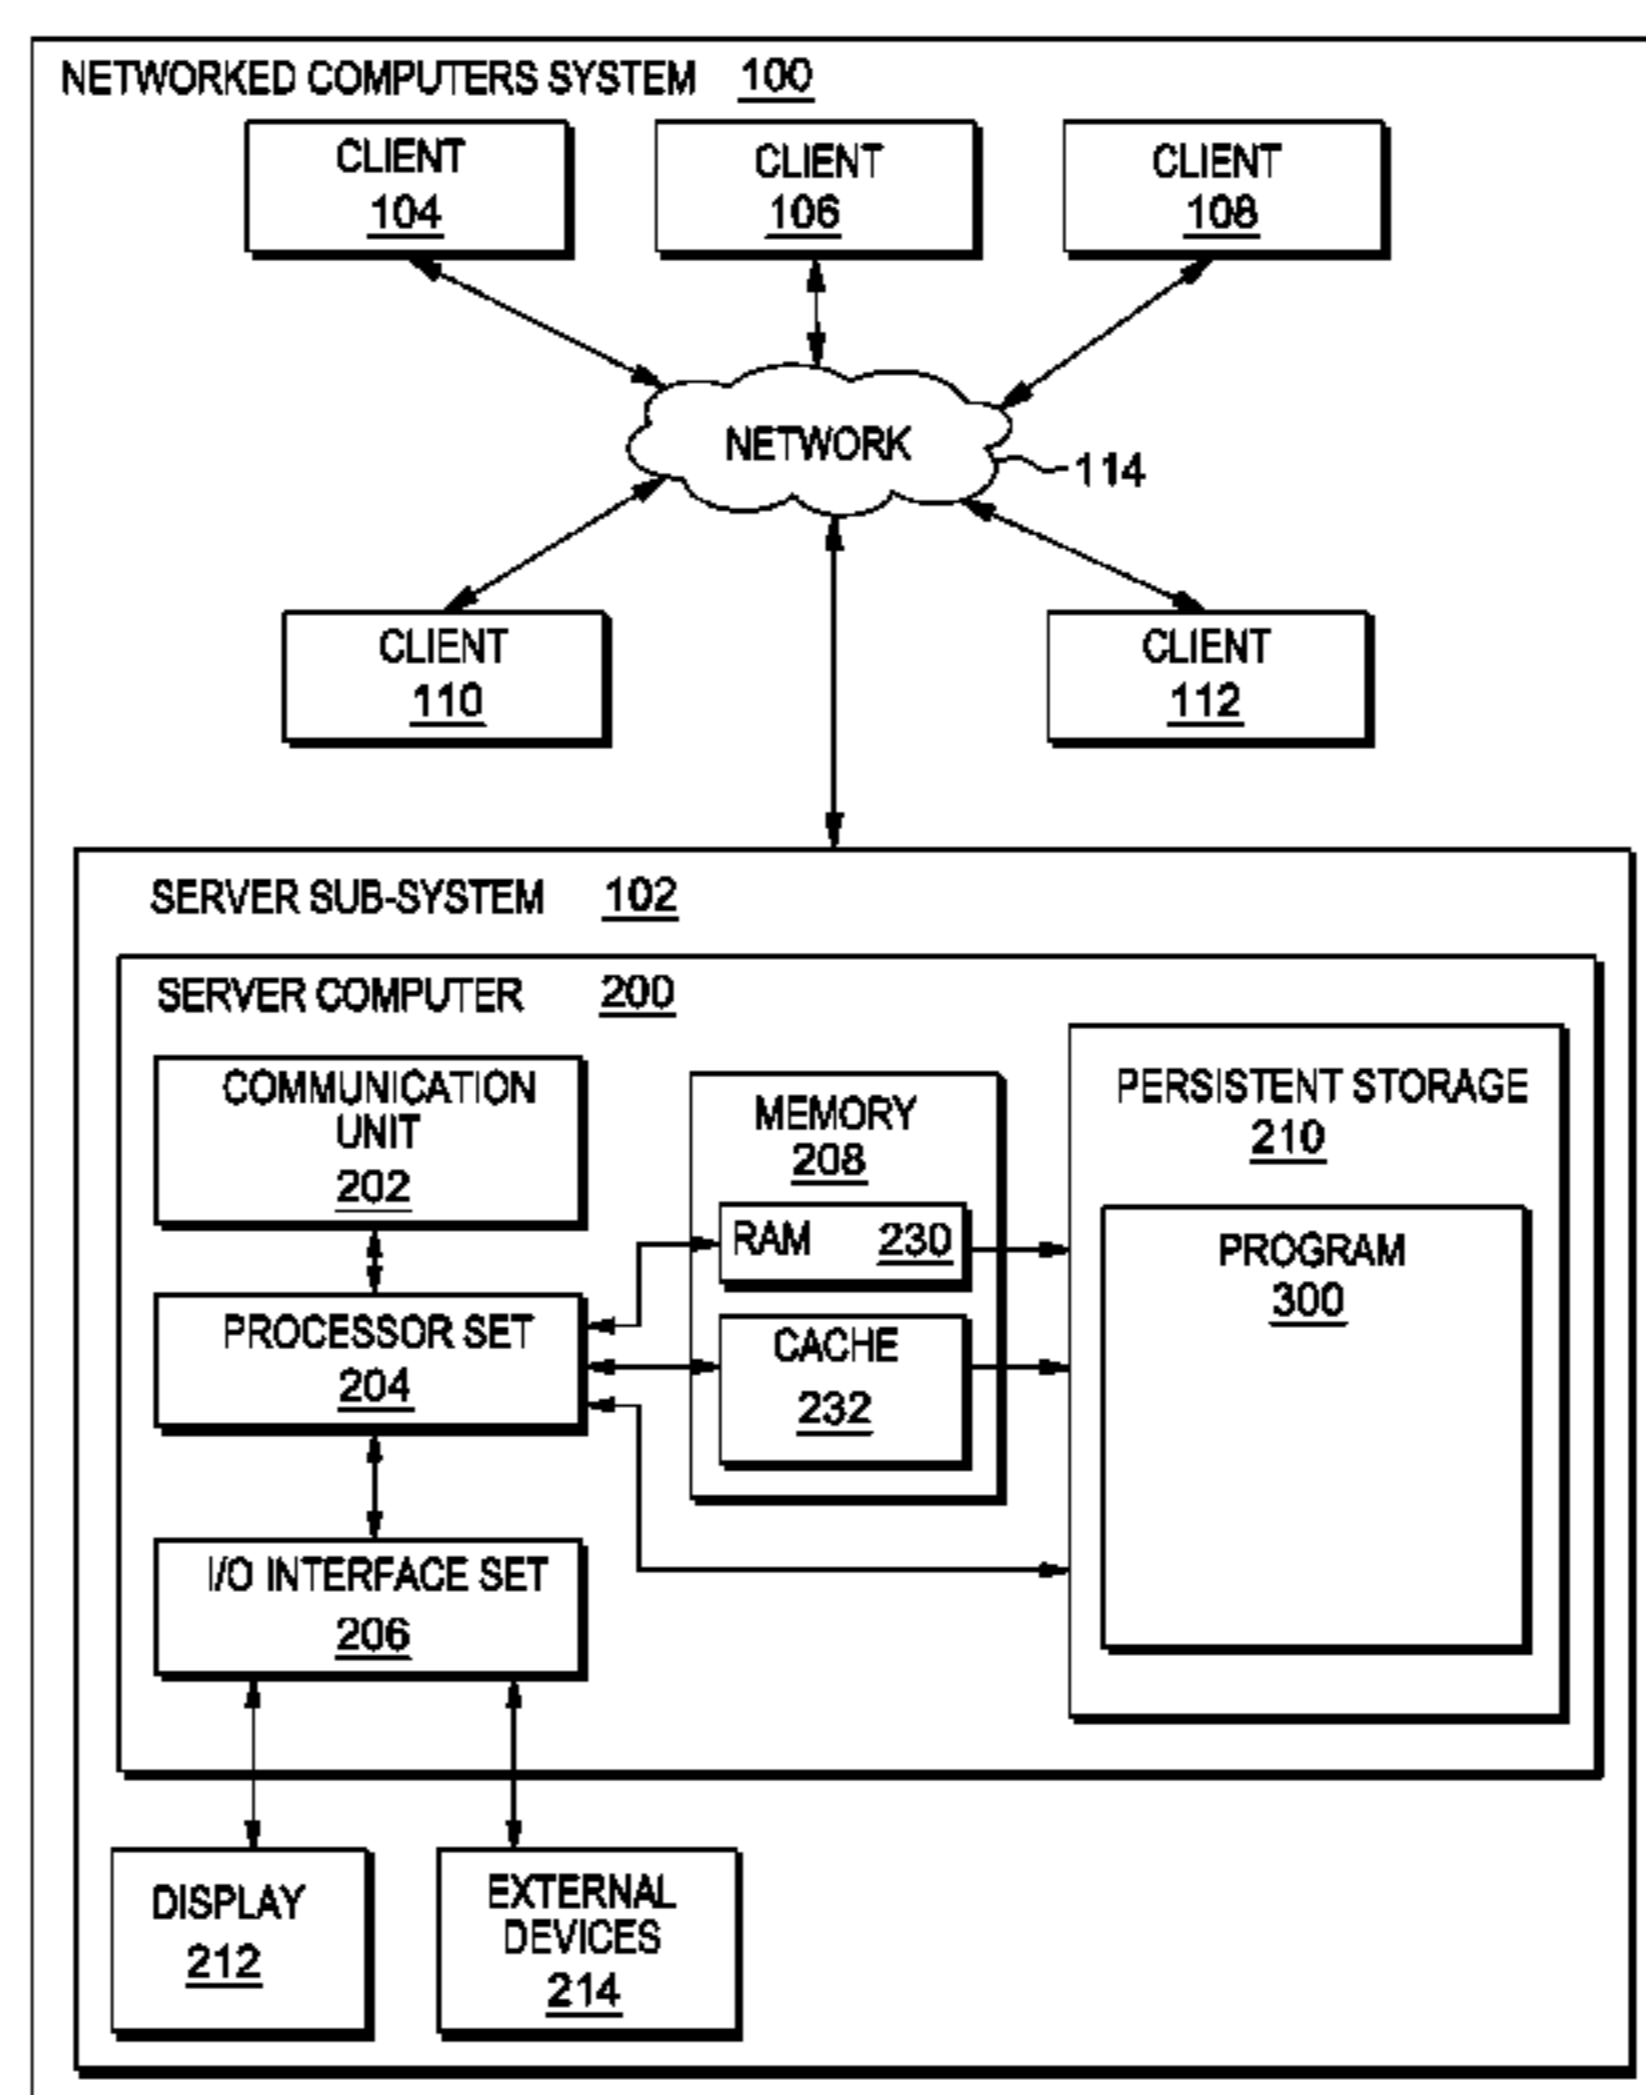 NETWORKED COMPUTERS SYSTEM 100
CLIENT
104
CLIENT
106
CLIENT
108
NETWORK
114
CLIENT
110
CLIENT
112
SERVER SUB-SYSTEM 102
SERVER COMPUTER 200
COMMUNICATION
UNIT
202
PROCESSOR SET
204
I/O INTERFACE SET
206
MEMORY
208
RAM 230
CACHE
232
PERSISTENT STORAGE
210
PROGRAM
300
DISPLAY
212
EXTERNAL
DEVICES
214